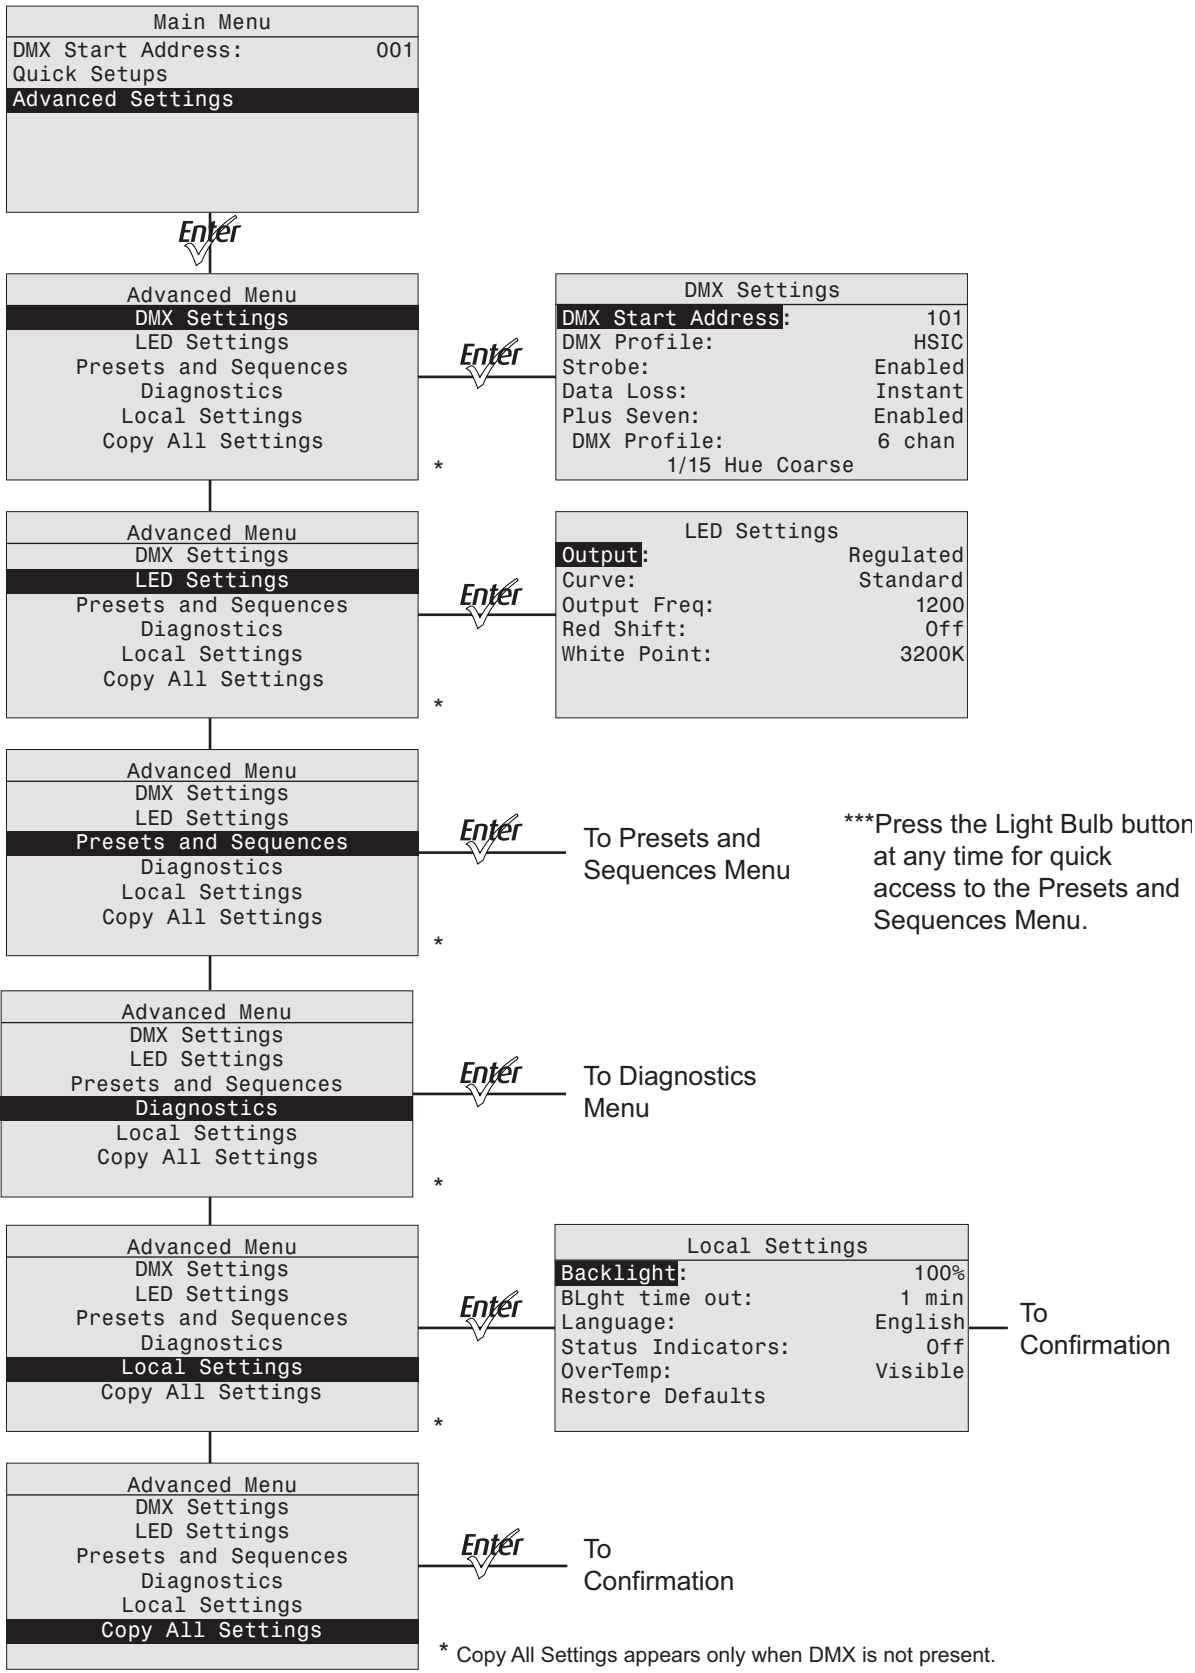 Main Menu
DMX Start Address: 001
Quick Setups
Advanced Settings
Enter
Advanced Menu
DMX Settings
LED Settings
Presets and Sequences
Diagnostics
Local Settings
Copy All Settings
*
Enter
DMX Settings
DMX Start Address: 101
DMX Profile: HSIC
Strobe: Enabled
Data Loss: Instant
Plus Seven: Enabled
DMX Profile: 6 chan
1/15 Hue Coarse
Advanced Menu
DMX Settings
LED Settings
Presets and Sequences
Diagnostics
Local Settings
Copy All Settings
*
Enter
LED Settings
Output: Regulated
Curve: Standard
Output Freq: 1200
Red Shift: Off
White Point: 3200K
Advanced Menu
DMX Settings
LED Settings
Presets and Sequences
Diagnostics
Local Settings
Copy All Settings
*
Enter
To Presets and
Sequences Menu
***Press the Light Bulb button
at any time for quick
access to the Presets and
Sequences Menu.
Advanced Menu
DMX Settings
LED Settings
Presets and Sequences
Diagnostics
Local Settings
Copy All Settings
*
Enter
To Diagnostics
Menu
Advanced Menu
DMX Settings
LED Settings
Presets and Sequences
Diagnostics
Local Settings
Copy All Settings
*
Enter
Local Settings
Backlight: 100%
BLght time out: 1 min
Language: English
Status Indicators: Off
OverTemp: Visible
Restore Defaults
To
Confirmation
Advanced Menu
DMX Settings
LED Settings
Presets and Sequences
Diagnostics
Local Settings
Copy All Settings
Enter
To
Confirmation
* Copy All Settings appears only when DMX is not present.